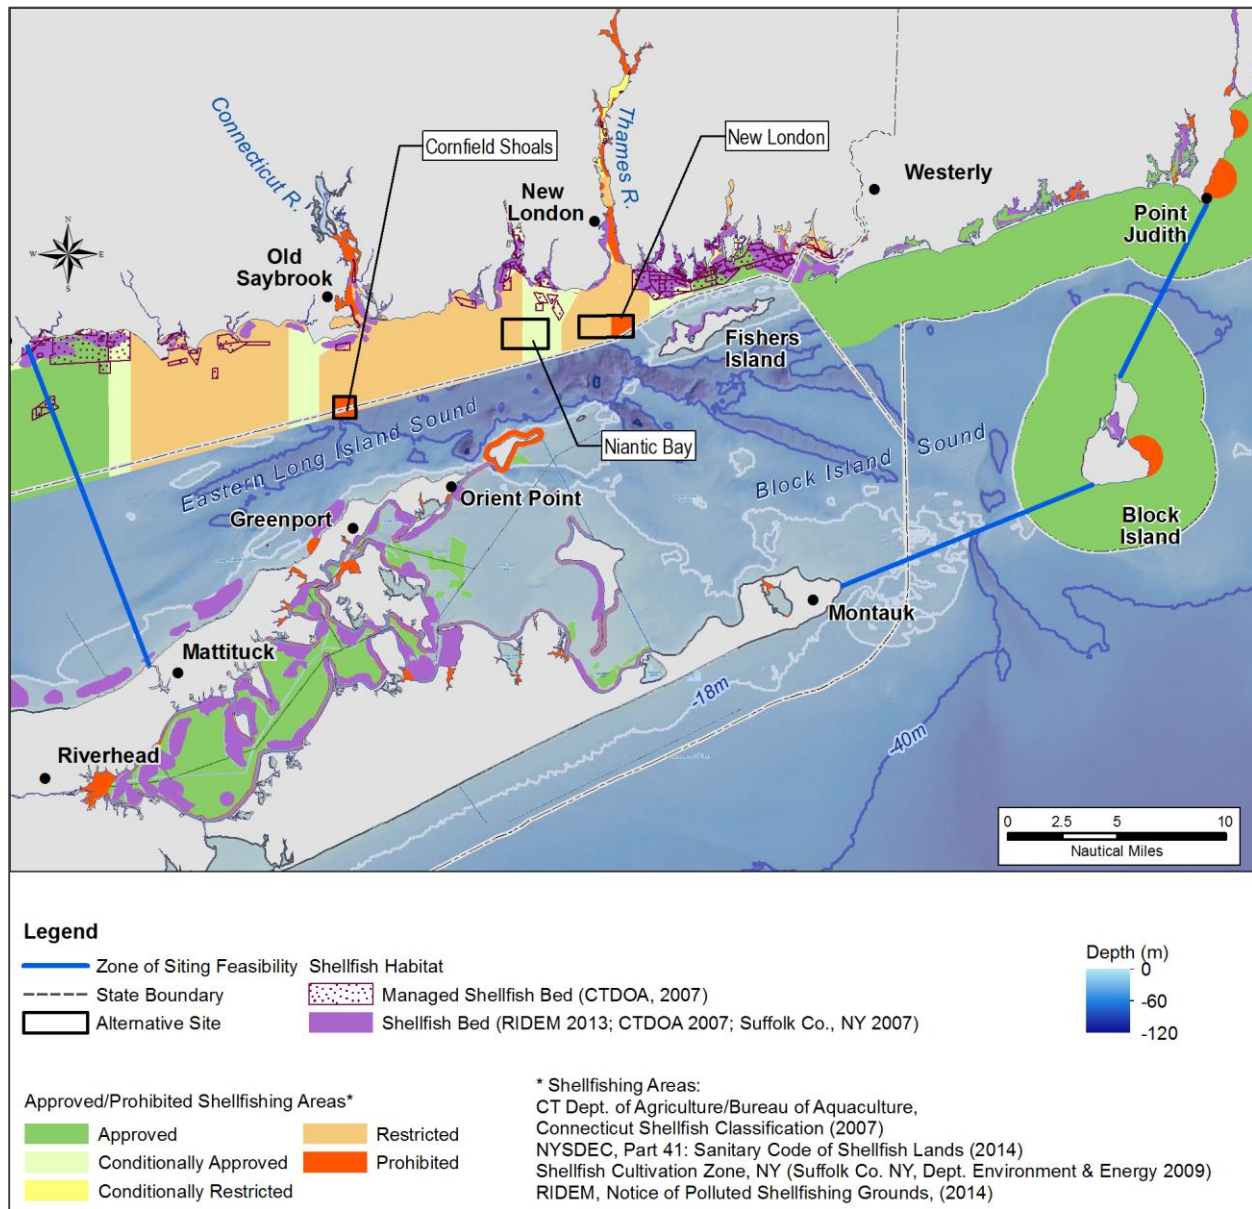 Connecticut R.
Thames R.
Cornfield Shoals
New London
New
London
Westerly
Point
Judith
Old
Saybrook
N
W
E
S
Fishers
Island
Niantic Bay
Eastern Long Island Sound
Block Island Sound
Orient Point
Greenport
Block
Island
Montauk
Mattituck
-18m
-40m
Riverhead
0 2.5 5 10
Nautical Miles
Legend
Zone of Siting Feasibility
State Boundary
Alternative Site
Shellfish Habitat
Managed Shellfish Bed (CTDOA, 2007)
Shellfish Bed (RIDEM 2013; CTDOA 2007; Suffolk Co., NY 2007)
Depth (m)
0
-60
-120
Approved/Prohibited Shellfishing Areas*
Approved
Conditionally Approved
Conditionally Restricted
Restricted
Prohibited
* Shellfishing Areas:
CT Dept. of Agriculture/Bureau of Aquaculture,
Connecticut Shellfish Classification (2007)
NYSDEC, Part 41: Sanitary Code of Shellfish Lands (2014)
Shellfish Cultivation Zone, NY (Suffolk Co. NY, Dept. Environment & Energy 2009)
RIDEM, Notice of Polluted Shellfishing Grounds, (2014)